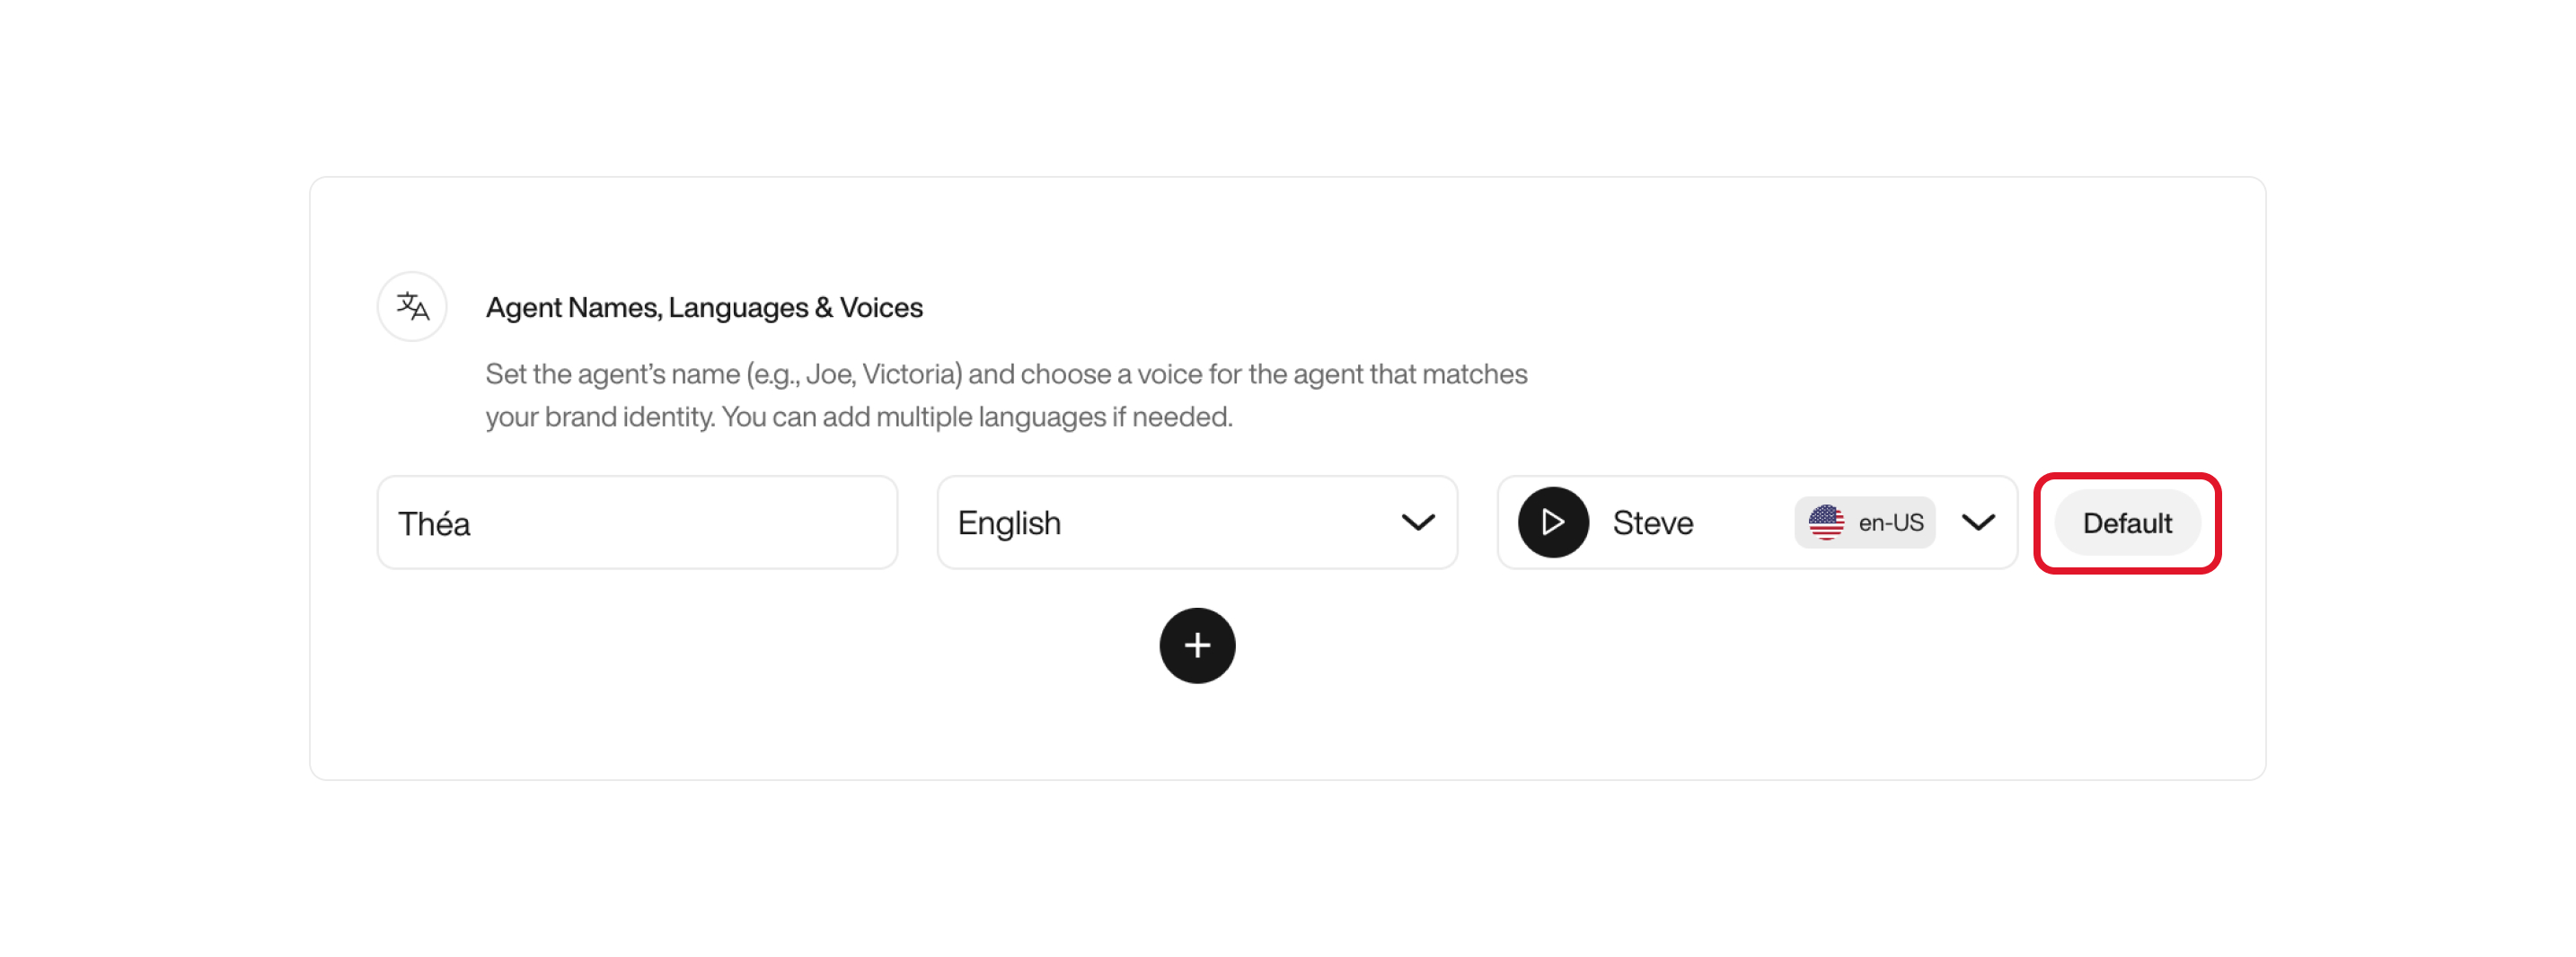 Agent Names, Languages & Voices
Set the agent’s name (e.g., Joe, Victoria) and choose a voice for the agent that matches
your brand identity. You can add multiple languages if needed.
Théa
English
Steve
en-US
Default